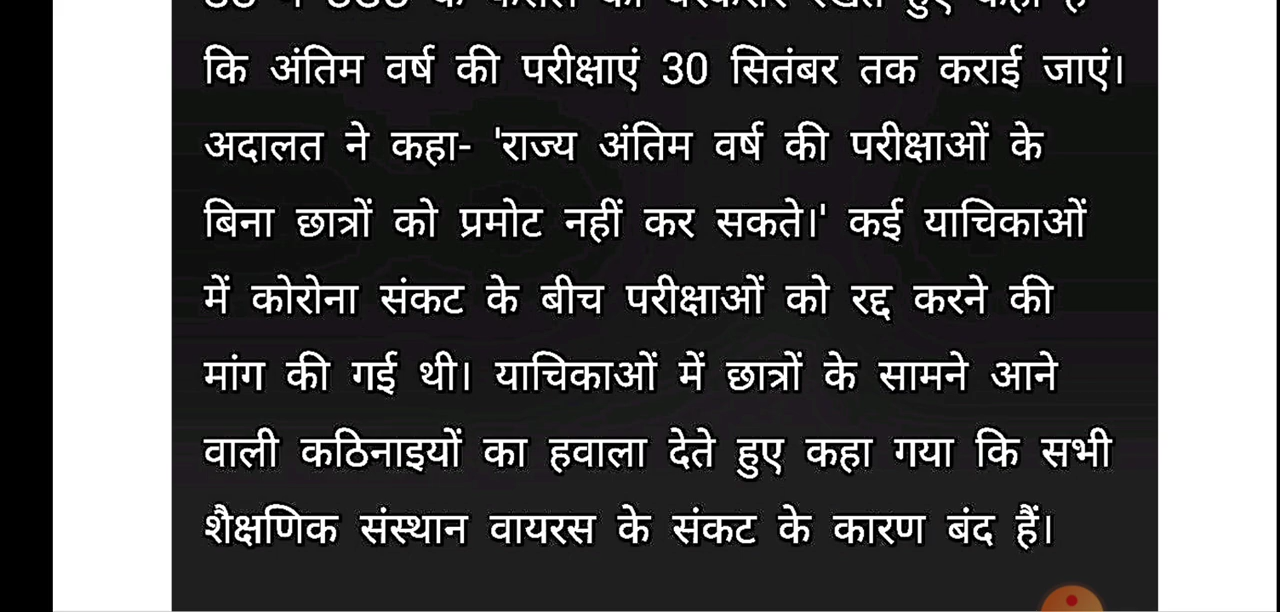 कि अंतिम वर्ष की परीक्षाएं 30 सितंबर तक कराई जाएं।
अदालत ने कहा- 'राज्य अंतिम वर्ष की परीक्षाओं के
बिना छात्रों को प्रमोट नहीं कर सकते।' कई याचिकाओं
में कोरोना संकट के बीच परीक्षाओं को रद्द करने की
मांग की गई थी। याचिकाओं में छात्रों के सामने आने
वाली कठिनाइयों का हवाला देते हुए कहा गया कि सभी
शैक्षणिक संस्थान वायरस के संकट के कारण बंद हैं।